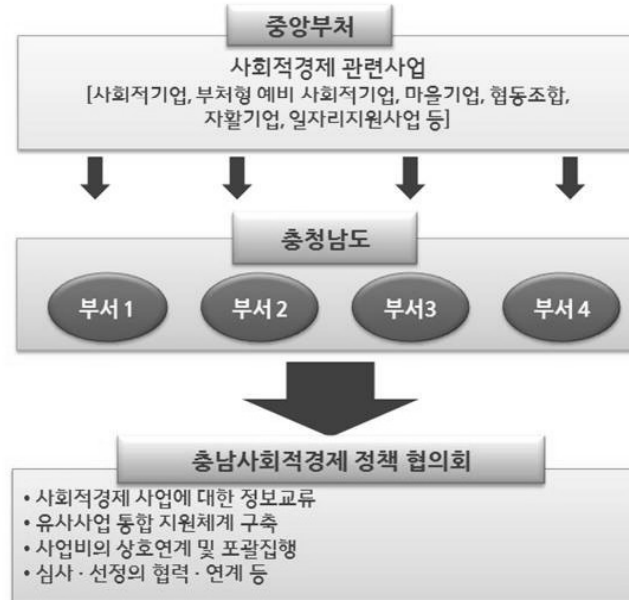 중앙부처
사회적경제 관련사업
[사회적기업, 부처형 예비 사회적기업, 마을기업, 협동조합,
자활기업, 일자리지원사업 등]
충청남도
부서 1 부서 2 부서3 부서 4
충남사회적경제 정책 협의회
• 사회적경제 사업에 대한 정보교류
• 유사사업 통합 지원체계 구축
• 사업비의 상호연계 및 포괄집행
• 심사 · 선정의 협력 · 연계 등